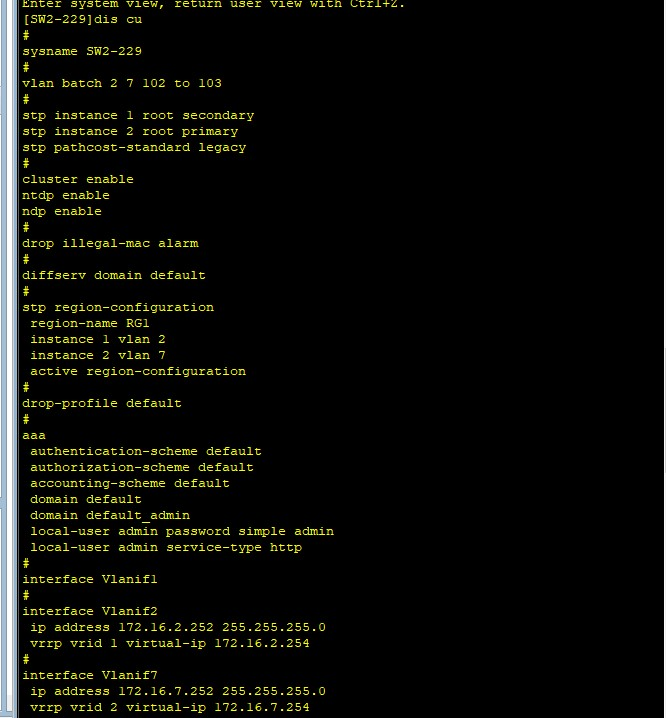 Enter system view, return user view with Ctrl+Z.
[SW2-229]dis cu
#
sysname SW2-229
#
vlan batch 2 7 102 to 103
#
stp instance 1 root secondary
stp instance 2 root primary
stp pathcost-standard legacy
#
cluster enable
ntdp enable
ndp enable
#
drop illegal-mac alarm
#
diffserv domain default
#
stp region-configuration
 region-name RG1
 instance 1 vlan 2
 instance 2 vlan 7
 active region-configuration
#
drop-profile default
#
aaa
 authentication-scheme default
 authorization-scheme default
 accounting-scheme default
 domain default
 domain default_admin
 local-user admin password simple admin
 local-user admin service-type http
#
interface Vlanif1
#
interface Vlanif2
 ip address 172.16.2.252 255.255.255.0
 vrrp vrid 1 virtual-ip 172.16.2.254
#
interface Vlanif7
 ip address 172.16.7.252 255.255.255.0
 vrrp vrid 2 virtual-ip 172.16.7.254